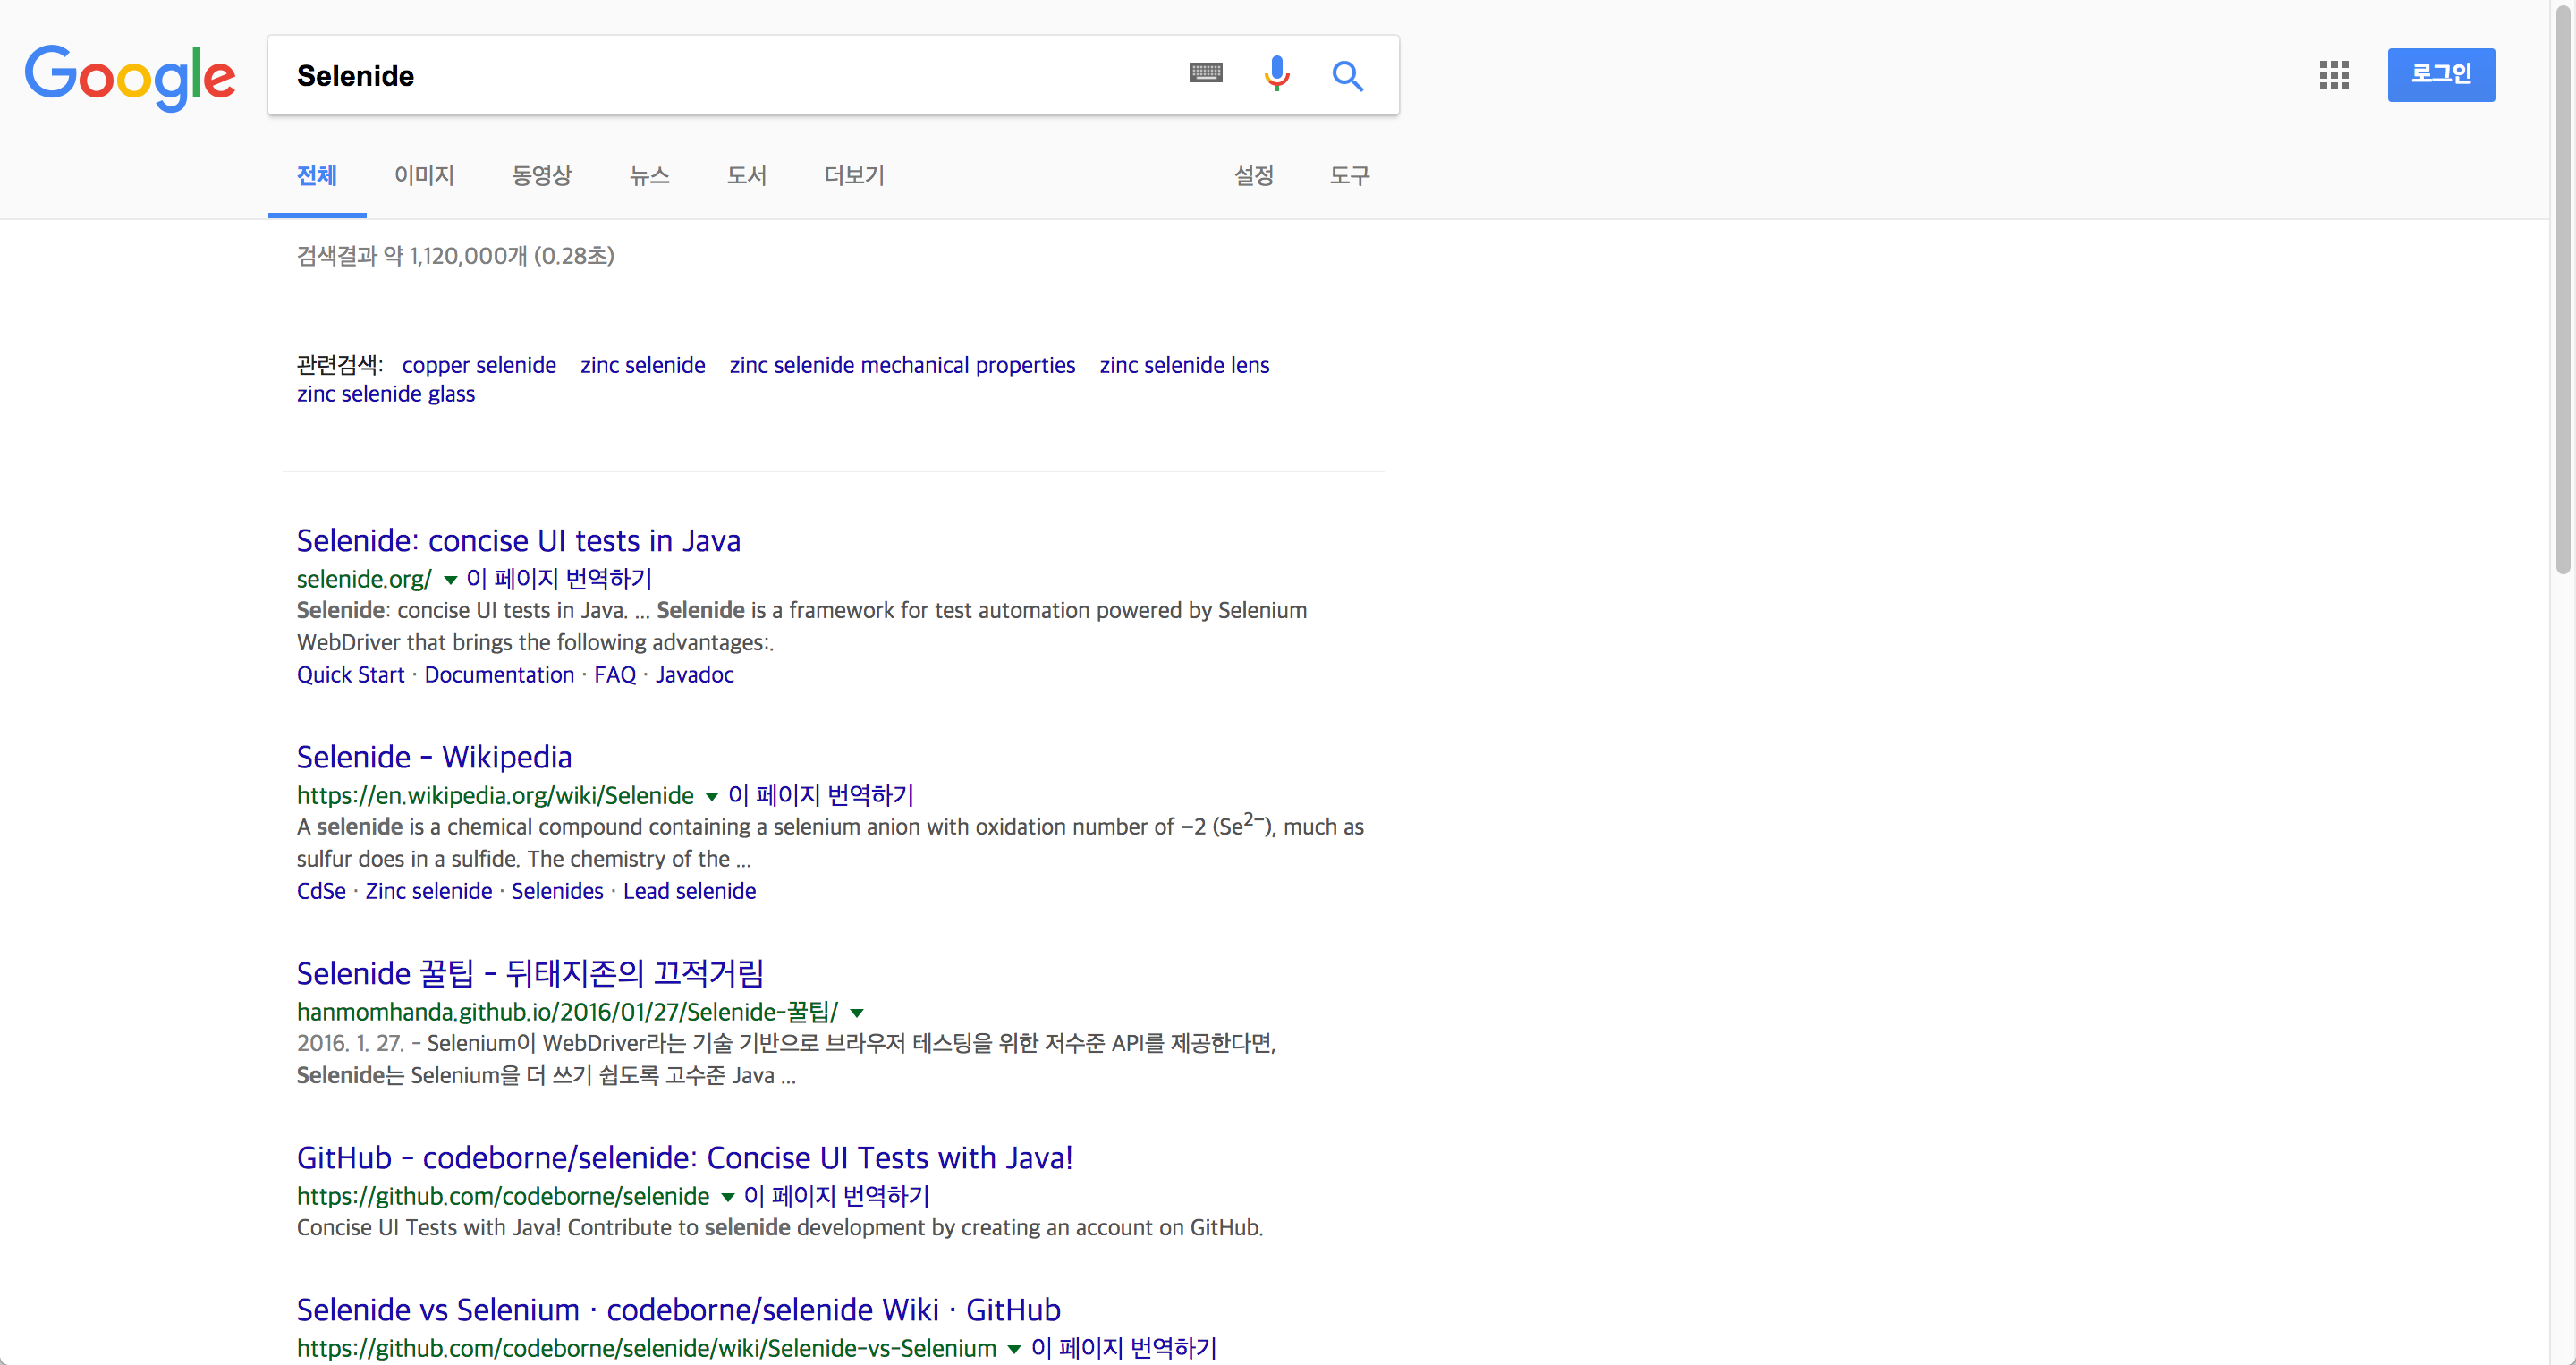 Google
Selenide
로그인
전체 이미지 동영상 뉴스 도서 더보기 설정 도구
검색결과 약 1,120,000개 (0.28초)
관련검색: copper selenide zinc selenide zinc selenide mechanical properties zinc selenide lens
zinc selenide glass
Selenide: concise UI tests in Java
selenide.org/ ▼ 이 페이지 번역하기
Selenide: concise UI tests in Java. ... Selenide is a framework for test automation powered by Selenium
WebDriver that brings the following advantages:.
Quick Start · Documentation · FAQ · Javadoc
Selenide - Wikipedia
https://en.wikipedia.org/wiki/Selenide ▼ 이 페이지 번역하기
A selenide is a chemical compound containing a selenium anion with oxidation number of −2 (Se²⁻), much as
sulfur does in a sulfide. The chemistry of the ...
CdSe · Zinc selenide · Selenides · Lead selenide
Selenide 꿀팁 - 뒤태지존의 끄적거림
hanmomhanda.github.io/2016/01/27/Selenide-꿀팁/ ▼
2016. 1. 27. - Selenium이 WebDriver라는 기술 기반으로 브라우저 테스팅을 위한 저수준 API를 제공한다면,
Selenide는 Selenium을 더 쓰기 쉽도록 고수준 Java ...
GitHub - codeborne/selenide: Concise UI Tests with Java!
https://github.com/codeborne/selenide ▼ 이 페이지 번역하기
Concise UI Tests with Java! Contribute to selenide development by creating an account on GitHub.
Selenide vs Selenium · codeborne/selenide Wiki · GitHub
https://github.com/codeborne/selenide/wiki/Selenide-vs-Selenium ▼ 이 페이지 번역하기